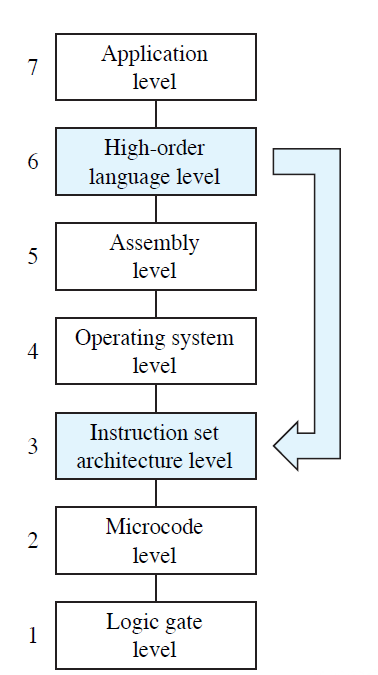 7
Application
level
6
High-order
language level
5
Assembly
level
4
Operating system
level
3
Instruction set
architecture level
2
Microcode
level
1
Logic gate
level